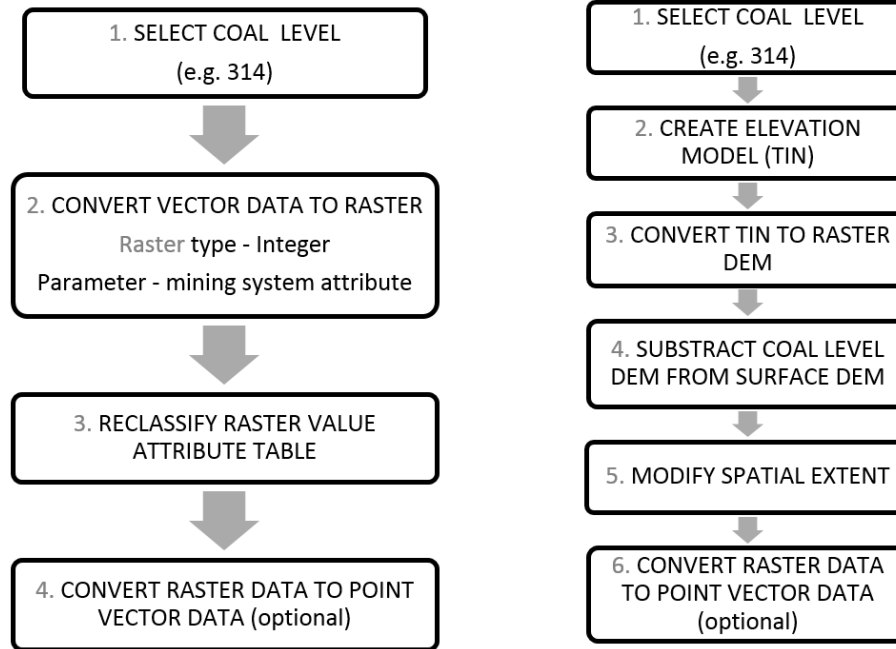 1. SELECT COAL LEVEL
(e.g. 314)
2. CONVERT VECTOR DATA TO RASTER
Raster type - Integer
Parameter - mining system attribute
3. RECLASSIFY RASTER VALUE
ATTRIBUTE TABLE
4. CONVERT RASTER DATA TO POINT
VECTOR DATA (optional)
1. SELECT COAL LEVEL
(e.g. 314)
2. CREATE ELEVATION
MODEL (TIN)
3. CONVERT TIN TO RASTER
DEM
4. SUBSTRACT COAL LEVEL
DEM FROM SURFACE DEM
5. MODIFY SPATIAL EXTENT
6. CONVERT RASTER DATA
TO POINT VECTOR DATA
(optional)